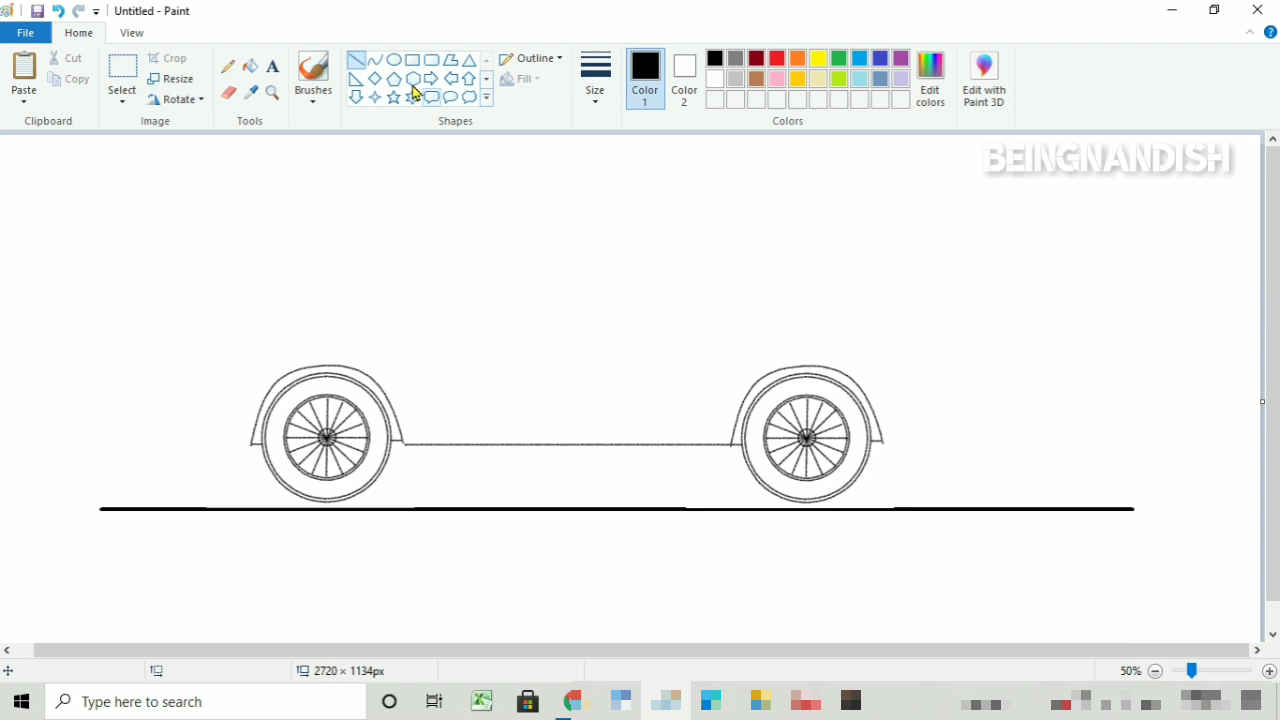 Untitled - Paint
File Home View
Paste
Cut
Copy
Clipboard
Select
Crop
Resize
Rotate
Image
A
Tools
Brushes
Outline
Fill
Shapes
Size
Color 1
Color 2
Edit colors
Colors
Edit with Paint 3D
BEINGNANDISH
2720 × 1134px
50%
Type here to search